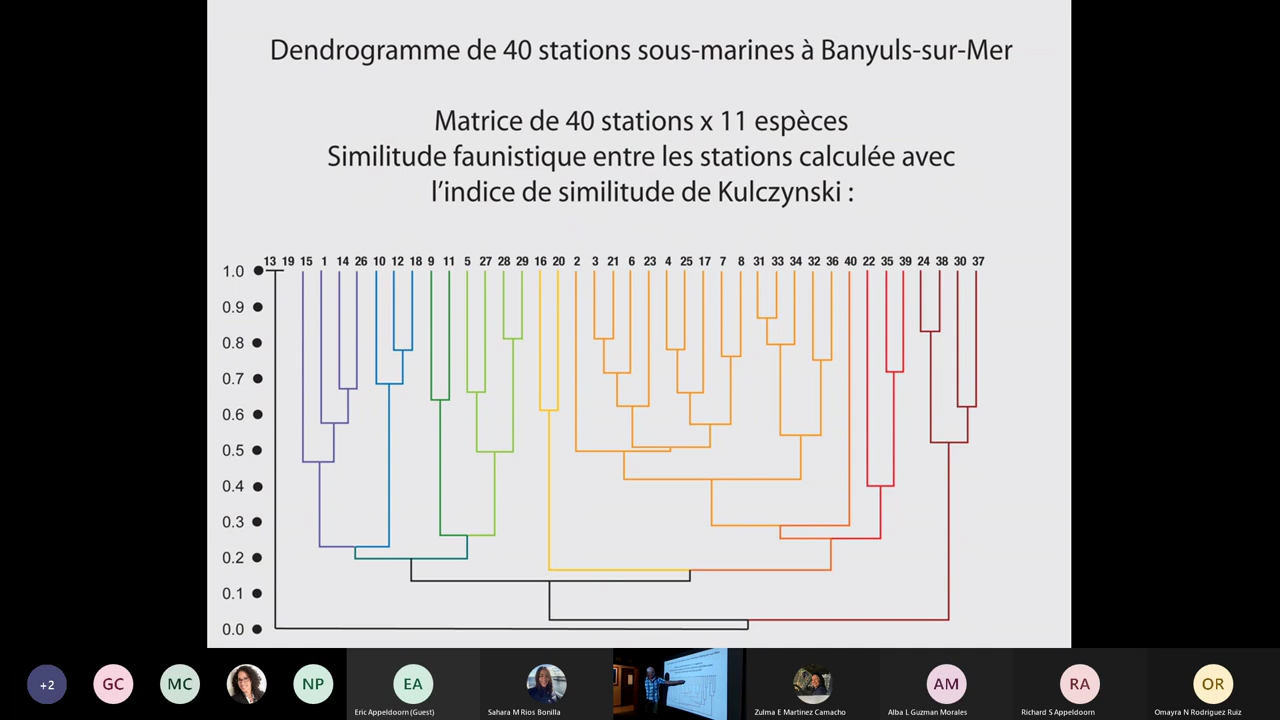 Dendrogramme de 40 stations sous-marines à Banyuls-sur-Mer
Matrice de 40 stations x 11 espèces
Similitude faunistique entre les stations calculée avec
l'indice de similitude de Kulczynski :
13 19 15 1 14 26 10 12 18 9 11 5 27 28 29 16 20 2 3 21 6 23 4 25 17 7 8 31 33 34 32 36 40 22 35 39 24 38 30 37
1.0
0.9
0.8
0.7
0.6
0.5
0.4
0.3
0.2
0.1
0.0
+2 GC MC NP EA AM RA OR
Eric Appeldoorn (Guest) Sahara M Rios Bonilla Zulma E Martinez Camacho Alba L Guzman Morales Richard S Appeldoorn Omayra N Rodriguez Ruiz